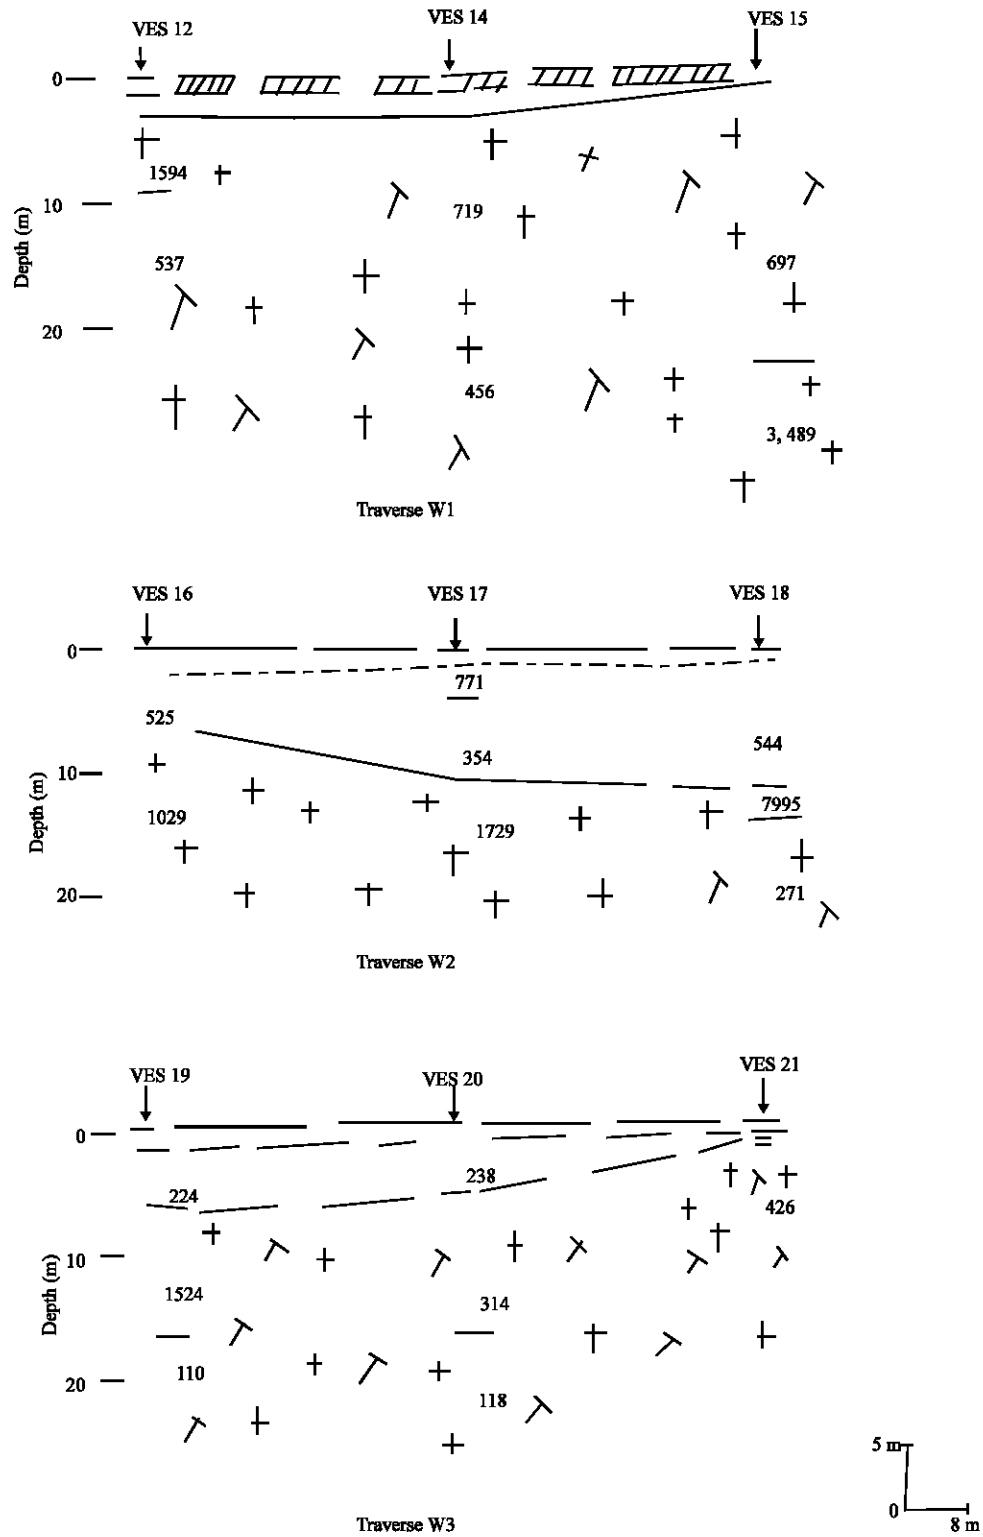 VES 12 VES 14 VES 15
0
1594
10 719
537 697
20
456
3, 489
Depth (m)
Traverse W1
VES 16 VES 17 VES 18
0
771
525
354 544
10 7995
1029 1729
20 271
Depth (m)
Traverse W2
VES 19 VES 20 VES 21
0
224 238 426
10
1524 314
110
20 118
Depth (m)
5 m
0
8 m
Traverse W3